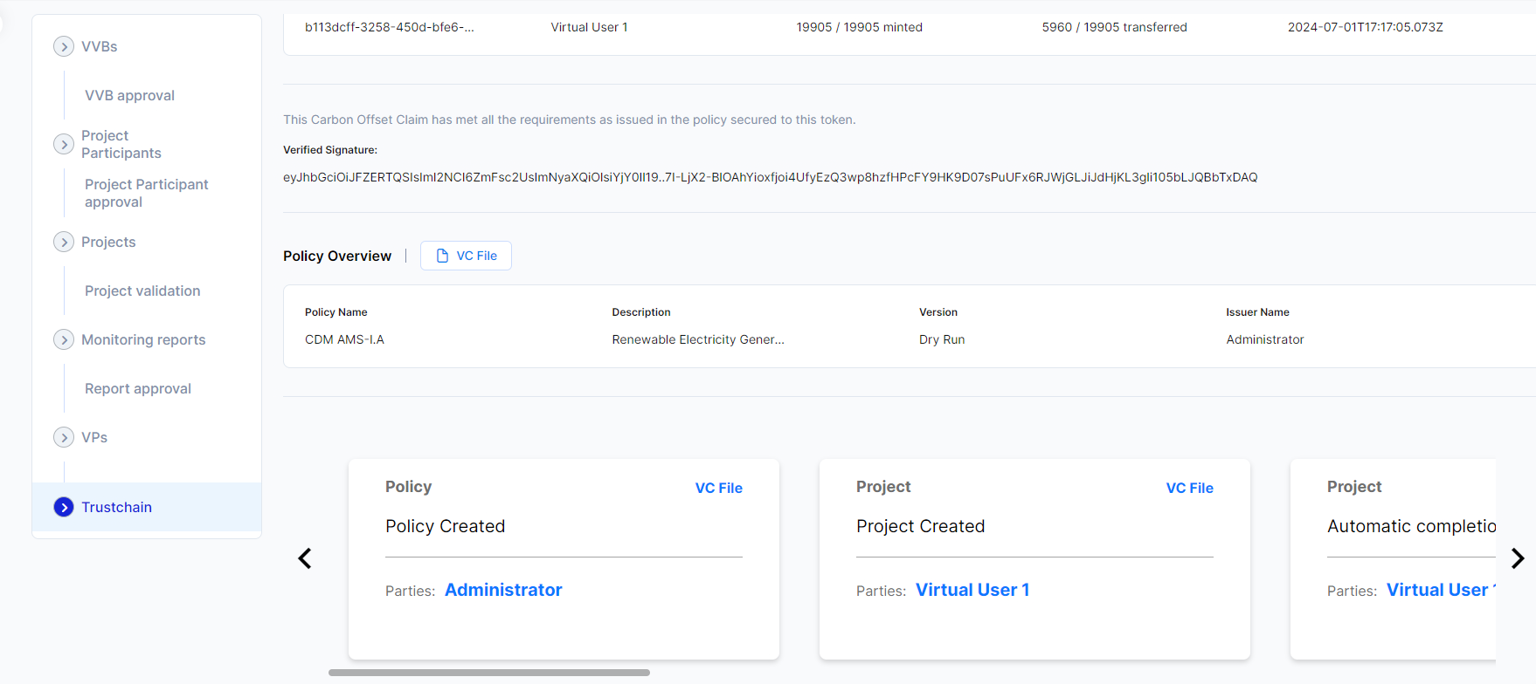 VVBs
VVB approval
Project
Participants
Project Participant
approval
Projects
Project validation
Monitoring reports
Report approval
VPs
Trustchain
b113dcff-3258-450d-bfe6-... Virtual User 1 19905 / 19905 minted 5960 / 19905 transferred 2024-07-01T17:17:05.073Z
This Carbon Offset Claim has met all the requirements as issued in the policy secured to this token.
Verified Signature:
eyJhbGciOiJFZERTQSIsImI2NCI6ZmFsc2UsImNyaXQiOlsiYjY0Il19..7I-LjX2-BIOAhYioxfjoi4UfyEzQ3wp8hzfHPcFY9HK9D07sPuUFx6RJWjGLJiJdHjKL3gIi105bLJQBbTxDAQ
Policy Overview | VC File
Policy Name Description Version Issuer Name
CDM AMS-I.A Renewable Electricity Gener... Dry Run Administrator
Policy VC File
Policy Created
Parties: Administrator
Project VC File
Project Created
Parties: Virtual User 1
Project
Automatic completio
Parties: Virtual User 1